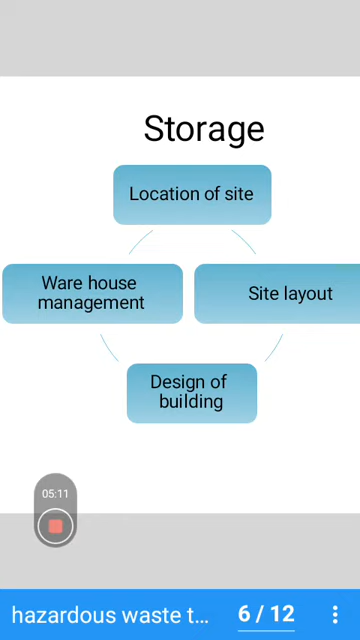 Storage
Location of site
Ware house
management
Site layout
Design of
building
05:11
hazardous waste t...
6 / 12